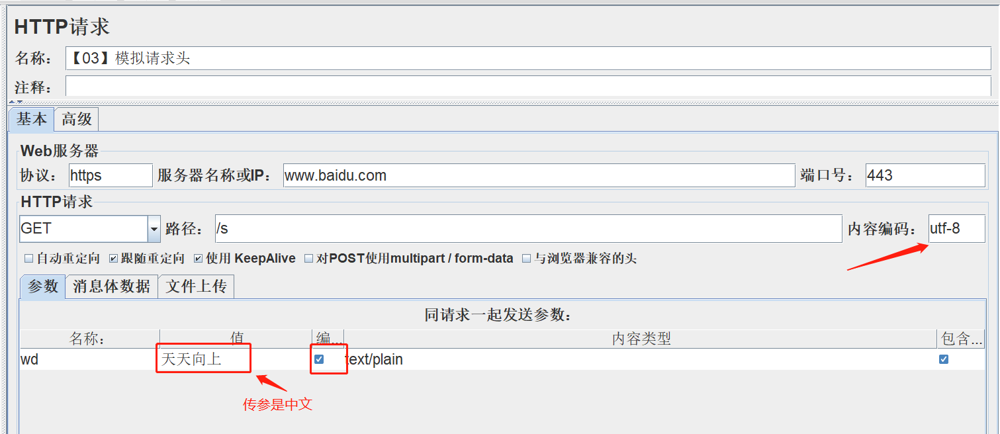 HTTP请求
名称： 【03】模拟请求头
注释：
基本 高级
Web服务器
协议： https 服务器名称或IP： www.baidu.com 端口号： 443
HTTP请求
GET 路径： /s 内容编码： utf-8
自动重定向 跟随重定向 使用 KeepAlive 对POST使用multipart / form-data 与浏览器兼容的头
参数 消息体数据 文件上传
同请求一起发送参数：
名称： 值 编... 内容类型 包含...
wd 天天向上 text/plain
传参是中文